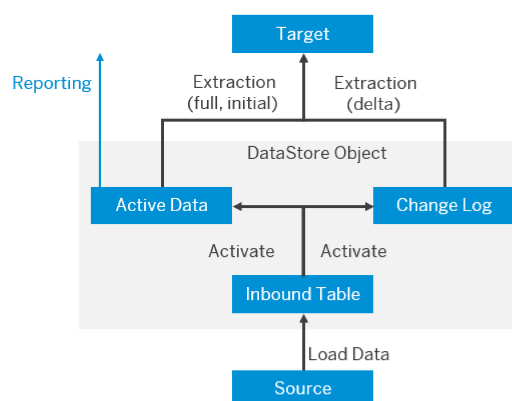 Target
Reporting
Extraction
(full, initial)
Extraction
(delta)
DataStore Object
Active Data
Change Log
Activate
Activate
Inbound Table
Load Data
Source